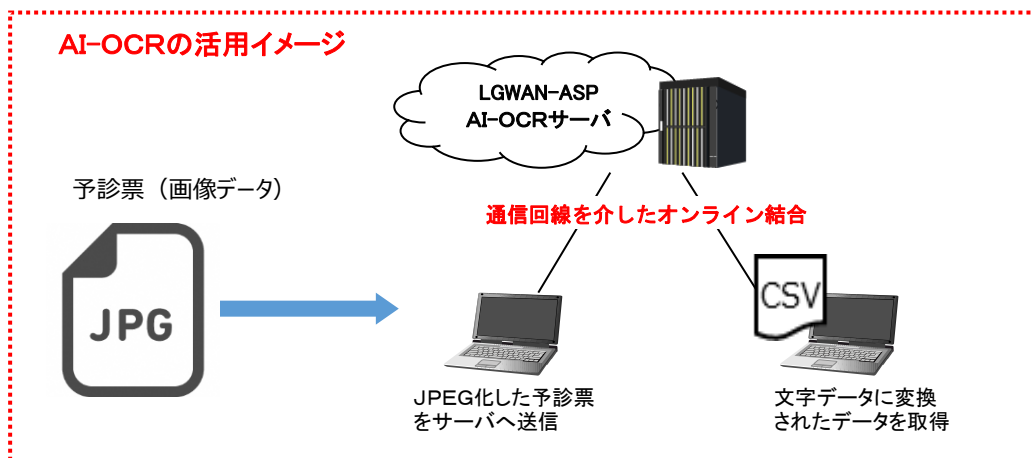 AI-OCRの活用イメージ
LGWAN-ASP
AI-OCRサーバ
予診票（画像データ）
通信回線を介したオンライン結合
JPG
CSV
JPEG化した予診票
をサーバへ送信
文字データに変換
されたデータを取得